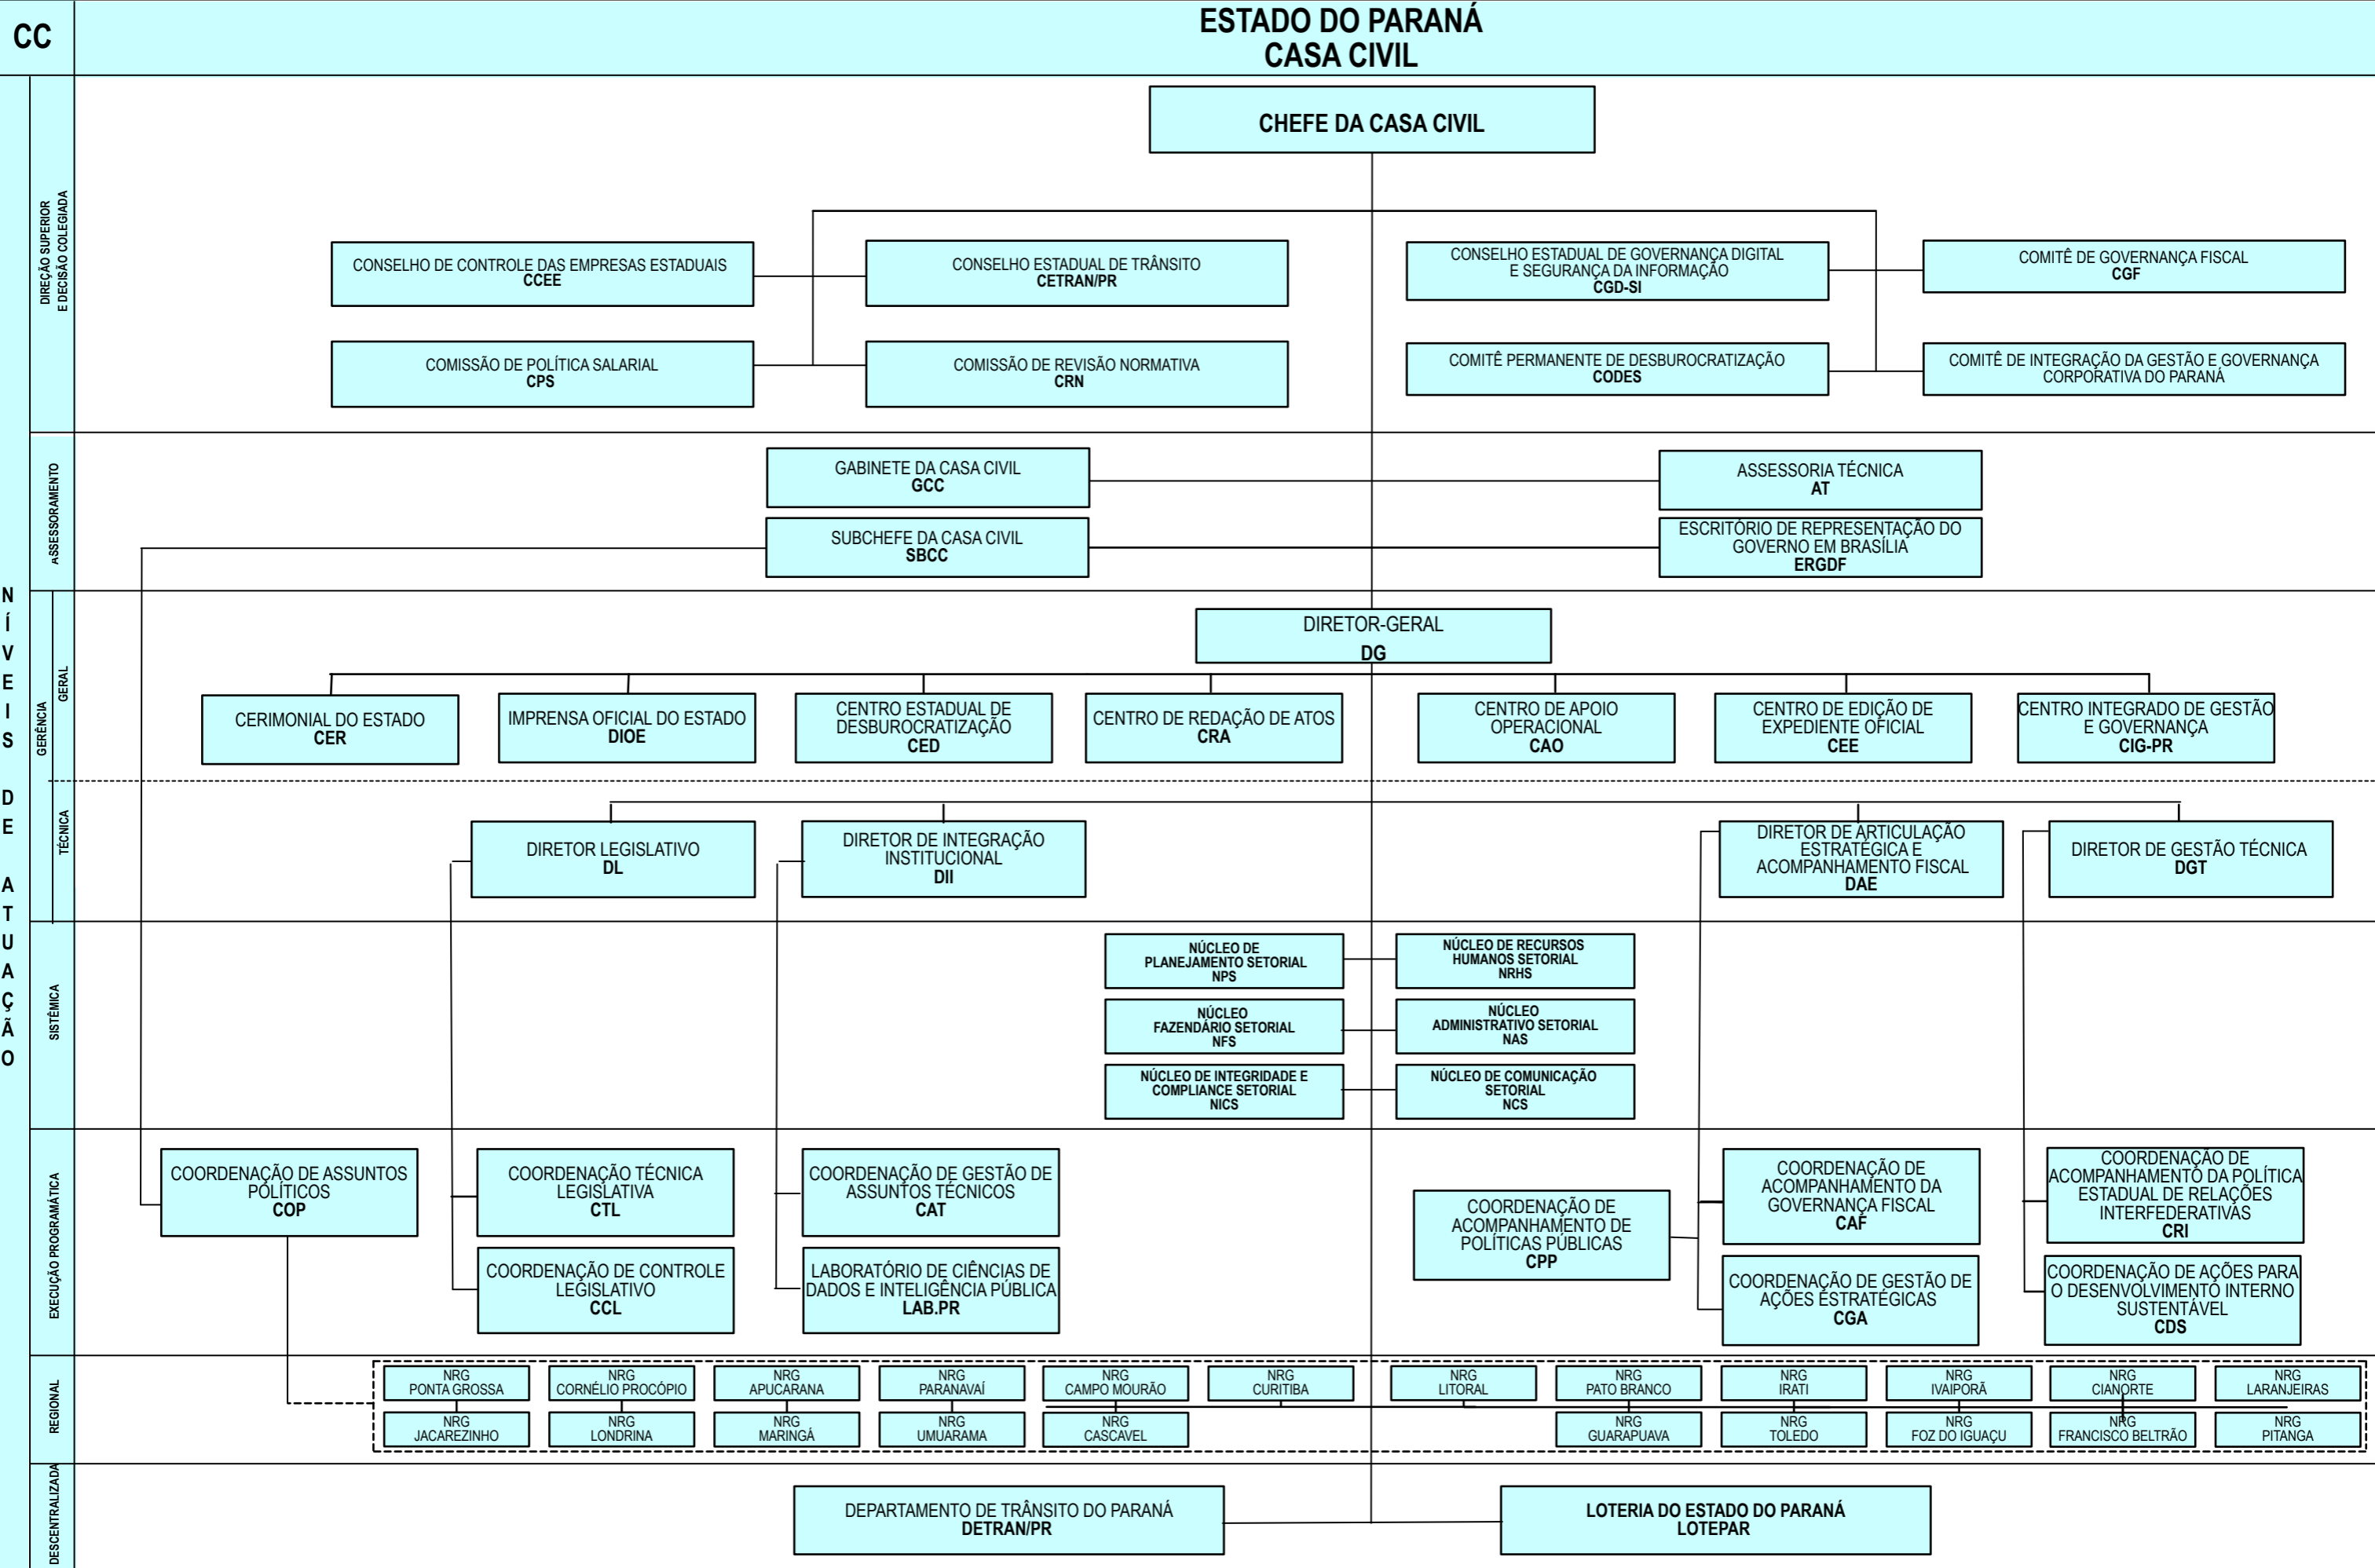 CC
ESTADO DO PARANÁ
CASA CIVIL
NÍVEIS DE ATUAÇÃO
DIREÇÃO SUPERIOR
E DECISÃO COLEGIADA
CHEFE DA CASA CIVIL
CONSELHO DE CONTROLE DAS EMPRESAS ESTADUAIS
CCEE
CONSELHO ESTADUAL DE TRÂNSITO
CETRAN/PR
CONSELHO ESTADUAL DE GOVERNANÇA DIGITAL
E SEGURANÇA DA INFORMAÇÃO
CGD-SI
COMITÊ DE GOVERNANÇA FISCAL
CGF
COMISSÃO DE POLÍTICA SALARIAL
CPS
COMISSÃO DE REVISÃO NORMATIVA
CRN
COMITÊ PERMANENTE DE DESBUROCRATIZAÇÃO
CODES
COMITÊ DE INTEGRAÇÃO DA GESTÃO E GOVERNANÇA
CORPORATIVA DO PARANÁ
ASSESSORAMENTO
GABINETE DA CASA CIVIL
GCC
ASSESSORIA TÉCNICA
AT
SUBCHEFE DA CASA CIVIL
SBCC
ESCRITÓRIO DE REPRESENTAÇÃO DO
GOVERNO EM BRASÍLIA
ERGDF
GERÊNCIA
GERAL
DIRETOR-GERAL
DG
CERIMONIAL DO ESTADO
CER
IMPRENSA OFICIAL DO ESTADO
DIOE
CENTRO ESTADUAL DE
DESBUROCRATIZAÇÃO
CED
CENTRO DE REDAÇÃO DE ATOS
CRA
CENTRO DE APOIO
OPERACIONAL
CAO
CENTRO DE EDIÇÃO DE
EXPEDIENTE OFICIAL
CEE
CENTRO INTEGRADO DE GESTÃO
E GOVERNANÇA
CIG-PR
TÉCNICA
DIRETOR LEGISLATIVO
DL
DIRETOR DE INTEGRAÇÃO
INSTITUCIONAL
DII
DIRETOR DE ARTICULAÇÃO
ESTRATÉGICA E
ACOMPANHAMENTO FISCAL
DAE
DIRETOR DE GESTÃO TÉCNICA
DGT
SISTÊMICA
NÚCLEO DE
PLANEJAMENTO SETORIAL
NPS
NÚCLEO DE RECURSOS
HUMANOS SETORIAL
NRHS
NÚCLEO
FAZENDÁRIO SETORIAL
NFS
NÚCLEO
ADMINISTRATIVO SETORIAL
NAS
NÚCLEO DE INTEGRIDADE E
COMPLIANCE SETORIAL
NICS
NÚCLEO DE COMUNICAÇÃO
SETORIAL
NCS
EXECUÇÃO PROGRAMÁTICA
COORDENAÇÃO DE ASSUNTOS
POLÍTICOS
COP
COORDENAÇÃO TÉCNICA
LEGISLATIVA
CTL
COORDENAÇÃO DE GESTÃO DE
ASSUNTOS TÉCNICOS
CAT
COORDENAÇÃO DE
ACOMPANHAMENTO DE
POLÍTICAS PÚBLICAS
CPP
COORDENAÇÃO DE
ACOMPANHAMENTO DA
GOVERNANÇA FISCAL
CAF
COORDENAÇÃO DE
ACOMPANHAMENTO DA POLÍTICA
ESTADUAL DE RELAÇÕES
INTERFEDERATIVAS
CRI
COORDENAÇÃO DE CONTROLE
LEGISLATIVO
CCL
LABORATÓRIO DE CIÊNCIAS DE
DADOS E INTELIGÊNCIA PÚBLICA
LAB.PR
COORDENAÇÃO DE GESTÃO DE
AÇÕES ESTRATÉGICAS
CGA
COORDENAÇÃO DE AÇÕES PARA
O DESENVOLVIMENTO INTERNO
SUSTENTÁVEL
CDS
REGIONAL
NRG
PONTA GROSSA
NRG
CORNÉLIO PROCÓPIO
NRG
APUCARANA
NRG
PARANAVAÍ
NRG
CAMPO MOURÃO
NRG
CURITIBA
NRG
LITORAL
NRG
PATO BRANCO
NRG
IRATI
NRG
IVAIPORÃ
NRG
CIANORTE
NRG
LARANJEIRAS
NRG
JACAREZINHO
NRG
LONDRINA
NRG
MARINGÁ
NRG
UMUARAMA
NRG
CASCAVEL
NRG
GUARAPUAVA
NRG
TOLEDO
NRG
FOZ DO IGUAÇU
NRG
FRANCISCO BELTRÃO
NRG
PITANGA
DESCENTRALIZADA
DEPARTAMENTO DE TRÂNSITO DO PARANÁ
DETRAN/PR
LOTERIA DO ESTADO DO PARANÁ
LOTEPAR